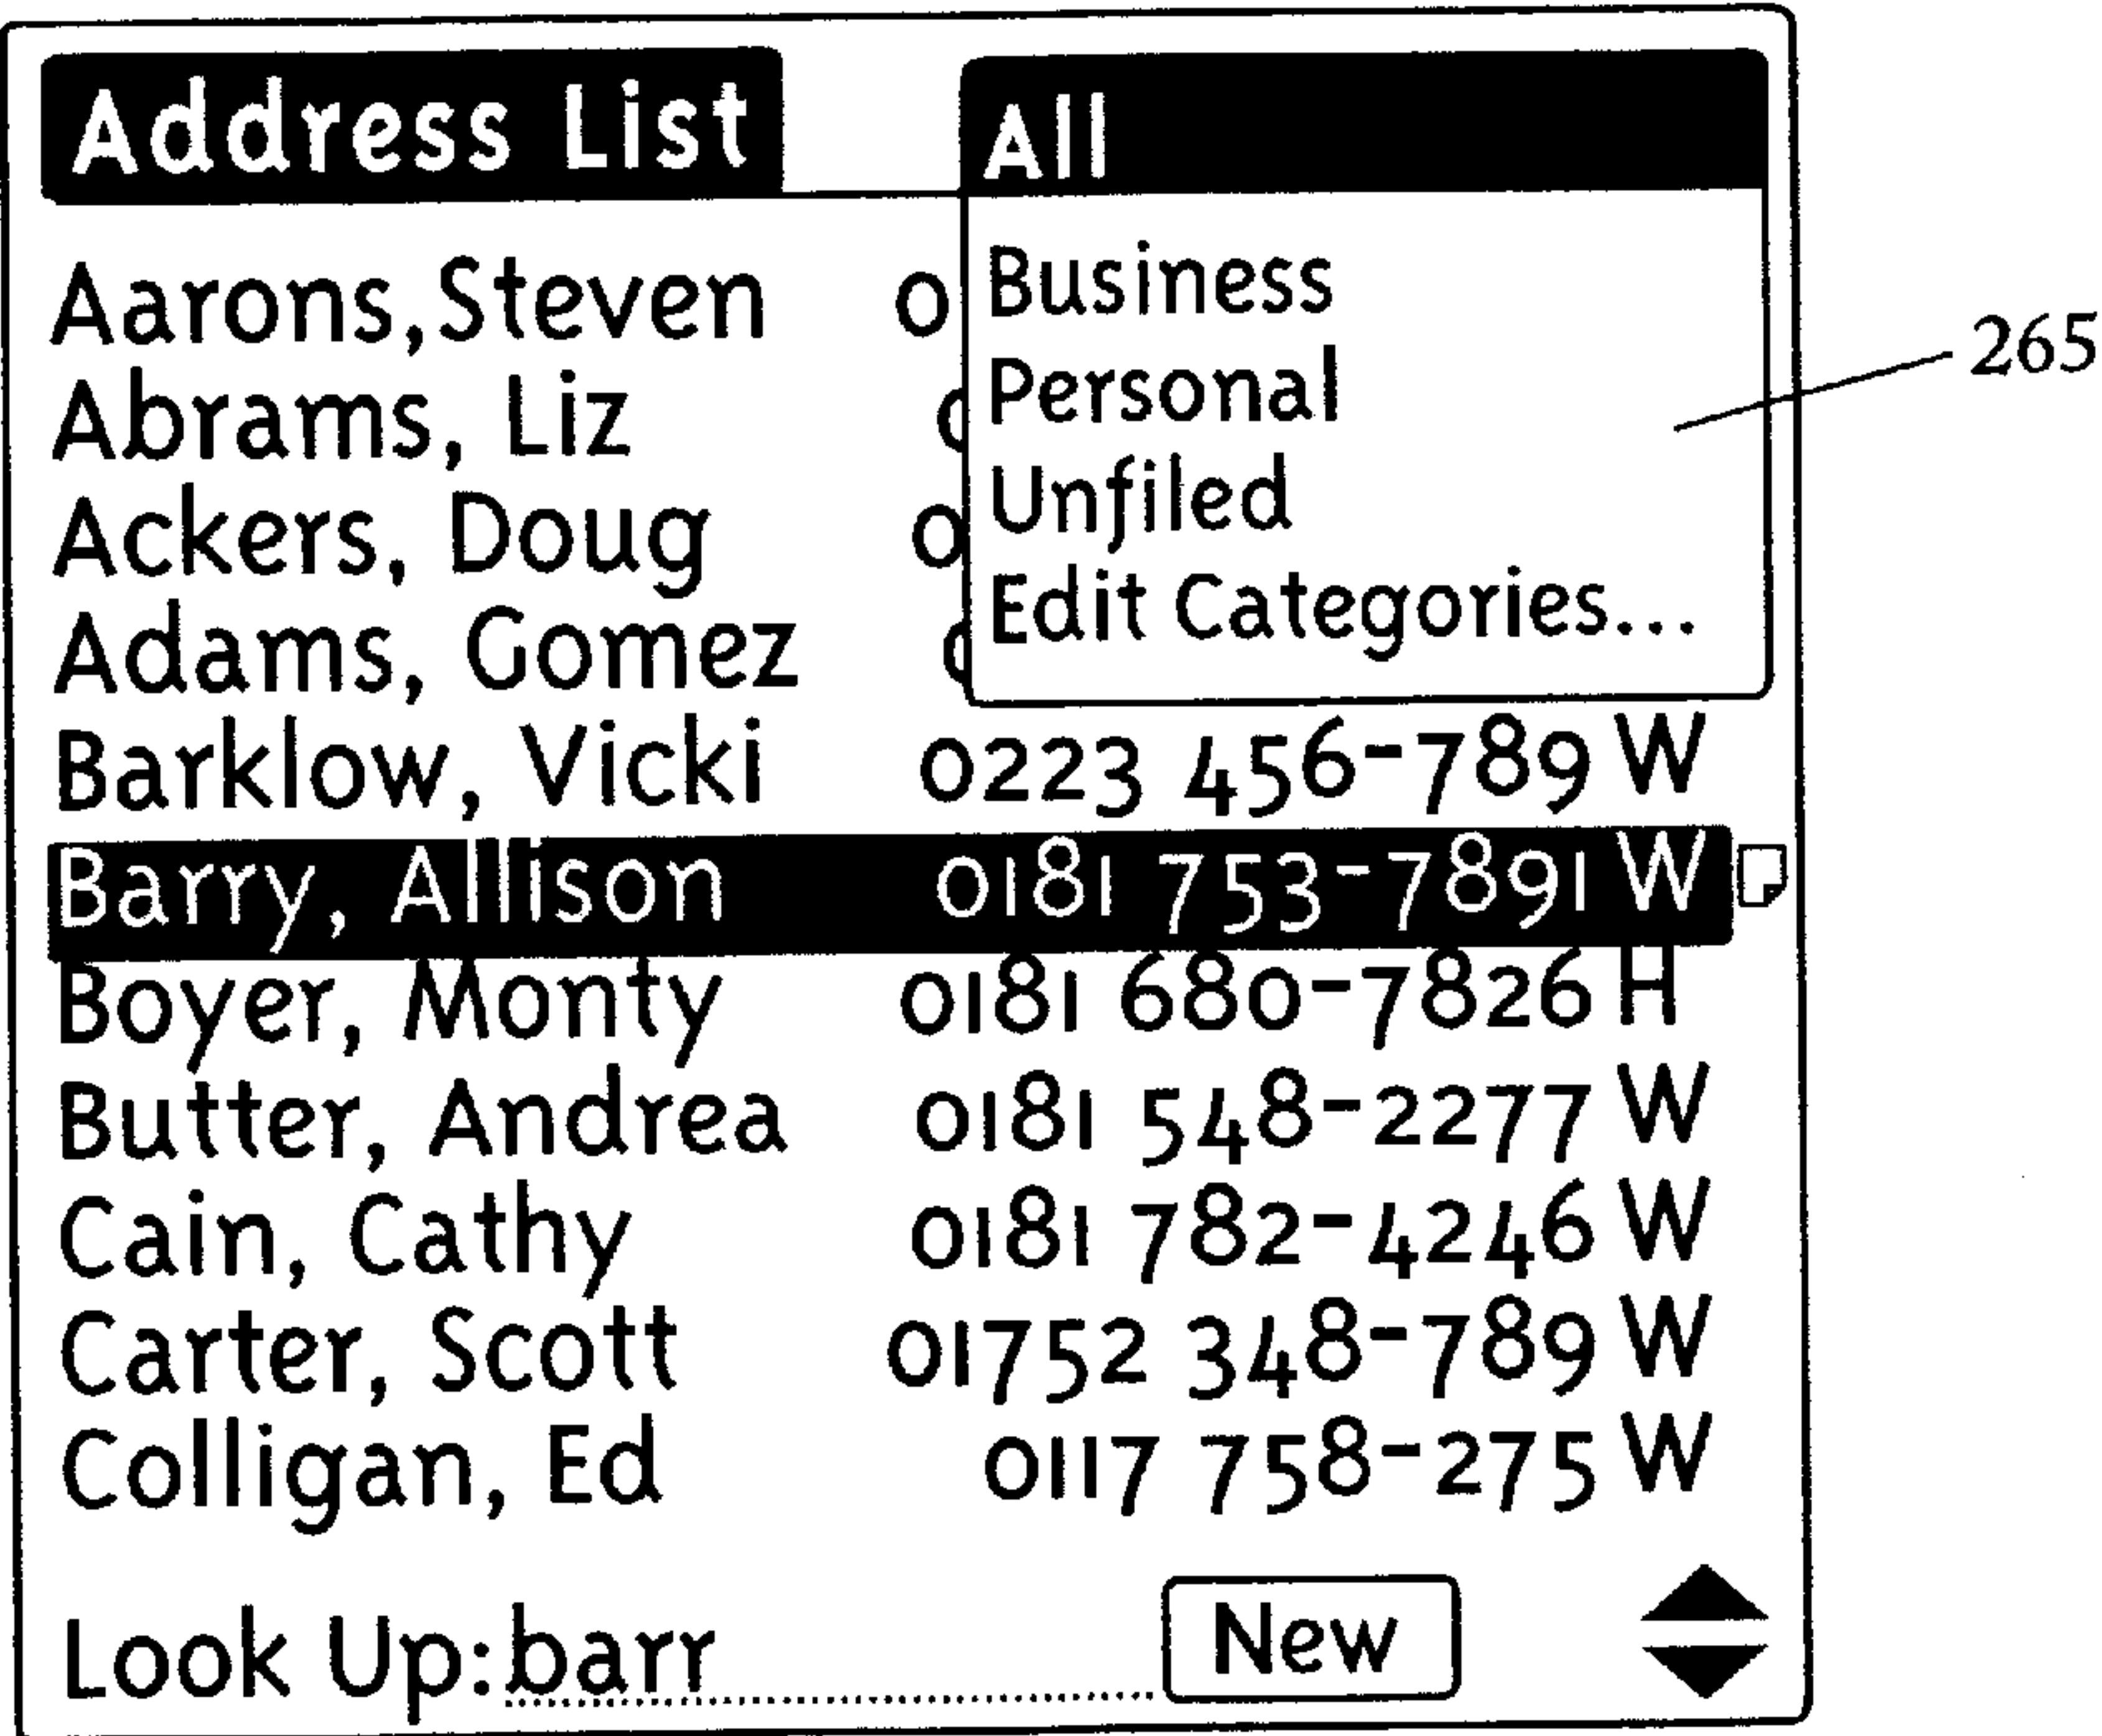 Address List All
Aarons,Steven 0 Business
265
Abrams, Liz Personal
Ackers, Doug 0 Unfiled
Adams, Gomez Edit Categories...
Barklow, Vicki 0223 456-789 W
Barry, Allison 0181 753-7891 W
Boyer, Monty 0181 680-7826 H
Butter, Andrea 0181 548-2277 W
Cain, Cathy 0181 782-4246 W
Carter, Scott 01752 348-789 W
Colligan, Ed 0117 758-275 W
Look Up:barr New